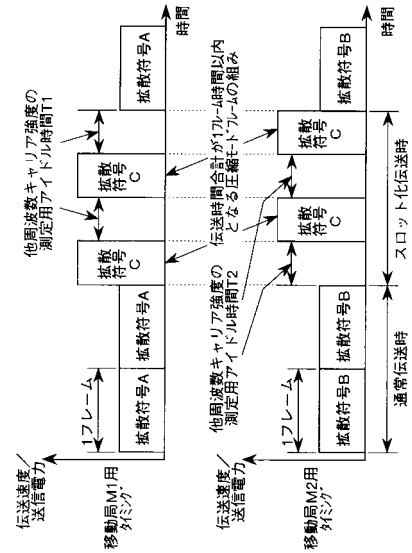 伝送速度/
送信電力
移動局M1用
タイミング
1フレーム
拡散符号A
拡散符号A
拡散
符号
C
拡散
符号
C
拡散符号A
時間
他周波数キャリア強度の
測定用アイドル時間T1
伝送時間合計が1フレーム時間以内
となる圧縮モードフレームの組み
他周波数キャリア強度の
測定用アイドル時間T2
伝送速度/
送信電力
移動局M2用
タイミング
1フレーム
拡散符号B
拡散符号B
拡散
符号
C
拡散
符号
C
拡散符号B
時間
通常伝送時
スロット化伝送時